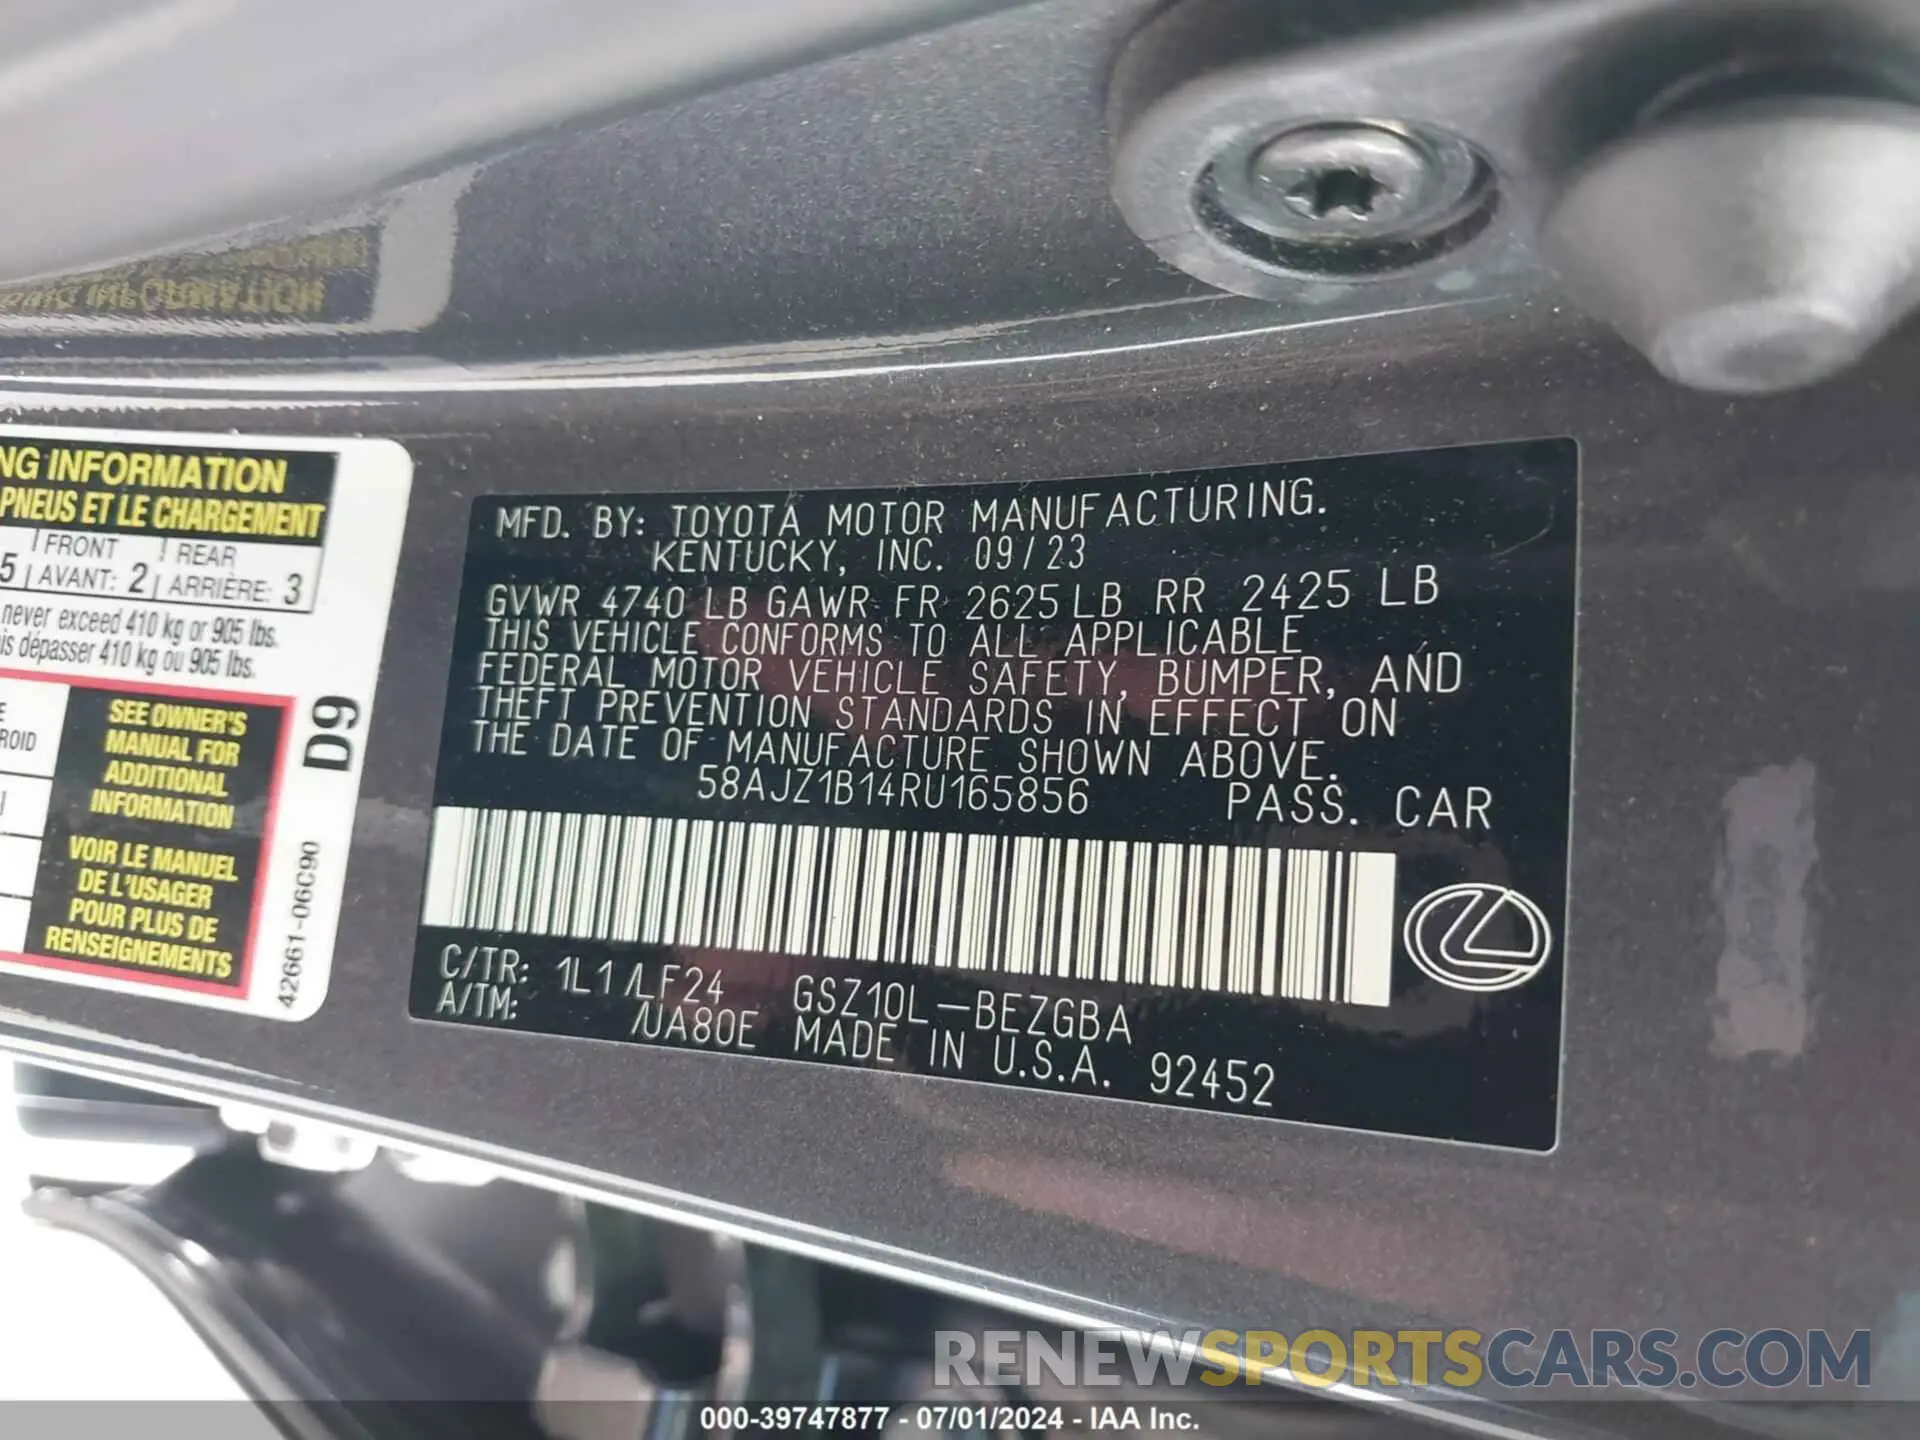 NG INFORMATION
PNEUS ET LE CHARGEMENT
FRONT REAR
5 AVANT: 2 ARRIÈRE: 3
never exceed 410 kg or 905 lbs.
dépasser 410 kg ou 905 lbs.
ROID
SEE OWNER'S
MANUAL FOR
ADDITIONAL
INFORMATION
VOIR LE MANUEL
DE L'USAGER
POUR PLUS DE
RENSEIGNEMENTS
D9
42661-06C90
MFD. BY: TOYOTA MOTOR MANUFACTURING.
KENTUCKY, INC. 09/23
GVWR 4740 LB GAWR FR 2625 LB RR 2425 LB
THIS VEHICLE CONFORMS TO ALL APPLICABLE
FEDERAL MOTOR VEHICLE SAFETY, BUMPER, AND
THEFT PREVENTION STANDARDS IN EFFECT ON
THE DATE OF MANUFACTURE SHOWN ABOVE.
58AJZ1B14RU165856 PASS. CAR
C/TR: 1L1/LF24 GSZ10L-BEZGBA
A/TM: /UA80E MADE IN U.S.A. 92452
RENEWSPORTSCARS.COM
000-39747877 - 07/01/2024 - IAA Inc.